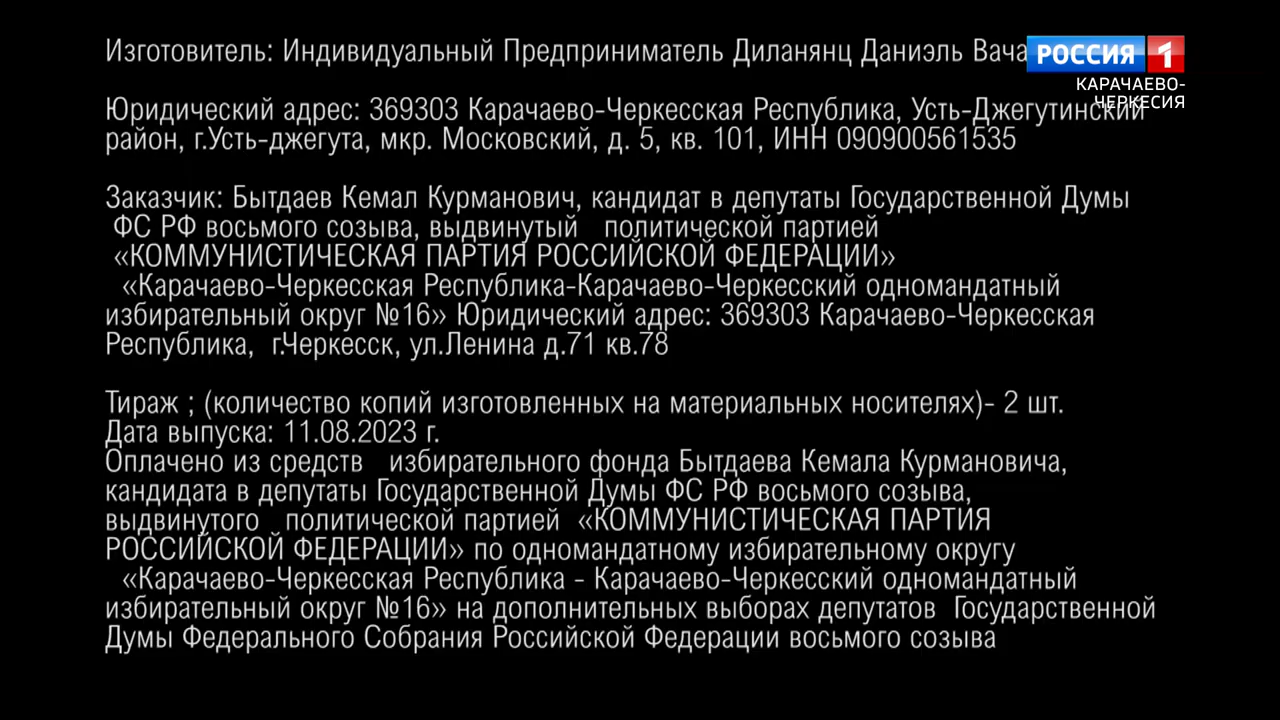 Изготовитель: Индивидуальный Предприниматель Диланянц Даниэль
РОССИЯ 1
КАРАЧАЕВО-
ЧЕРКЕСИЯ
Юридический адрес: 369303 Карачаево-Черкесская Республика, Усть-Джегутинский
район, г.Усть-джегута, мкр. Московский, д. 5, кв. 101, ИНН 090900561535
Заказчик: Бытдаев Кемал Курманович, кандидат в депутаты Государственной Думы
ФС РФ восьмого созыва, выдвинутый политической партией
«КОММУНИСТИЧЕСКАЯ ПАРТИЯ РОССИЙСКОЙ ФЕДЕРАЦИИ»
«Карачаево-Черкесская Республика-Карачаево-Черкесский одномандатный
избирательный округ №16» Юридический адрес: 369303 Карачаево-Черкесская
Республика, г.Черкесск, ул.Ленина д.71 кв.78
Тираж ; (количество копий изготовленных на материальных носителях)- 2 шт.
Дата выпуска: 11.08.2023 г.
Оплачено из средств избирательного фонда Бытдаева Кемала Курмановича,
кандидата в депутаты Государственной Думы ФС РФ восьмого созыва,
выдвинутого политической партией «КОММУНИСТИЧЕСКАЯ ПАРТИЯ
РОССИЙСКОЙ ФЕДЕРАЦИИ» по одномандатному избирательному округу
«Карачаево-Черкесская Республика - Карачаево-Черкесский одномандатный
избирательный округ №16» на дополнительных выборах депутатов Государственной
Думы Федерального Собрания Российской Федерации восьмого созыва